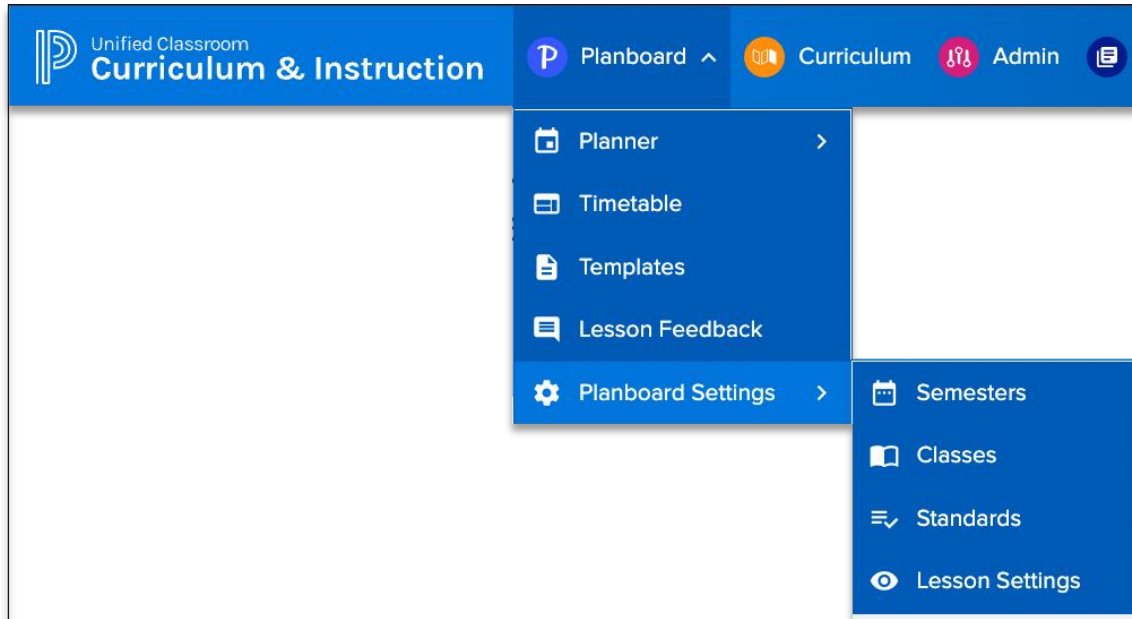 Unified Classroom
Curriculum & Instruction
Planboard
Curriculum
Admin
Planner
Timetable
Templates
Lesson Feedback
Planboard Settings
Semesters
Classes
Standards
Lesson Settings